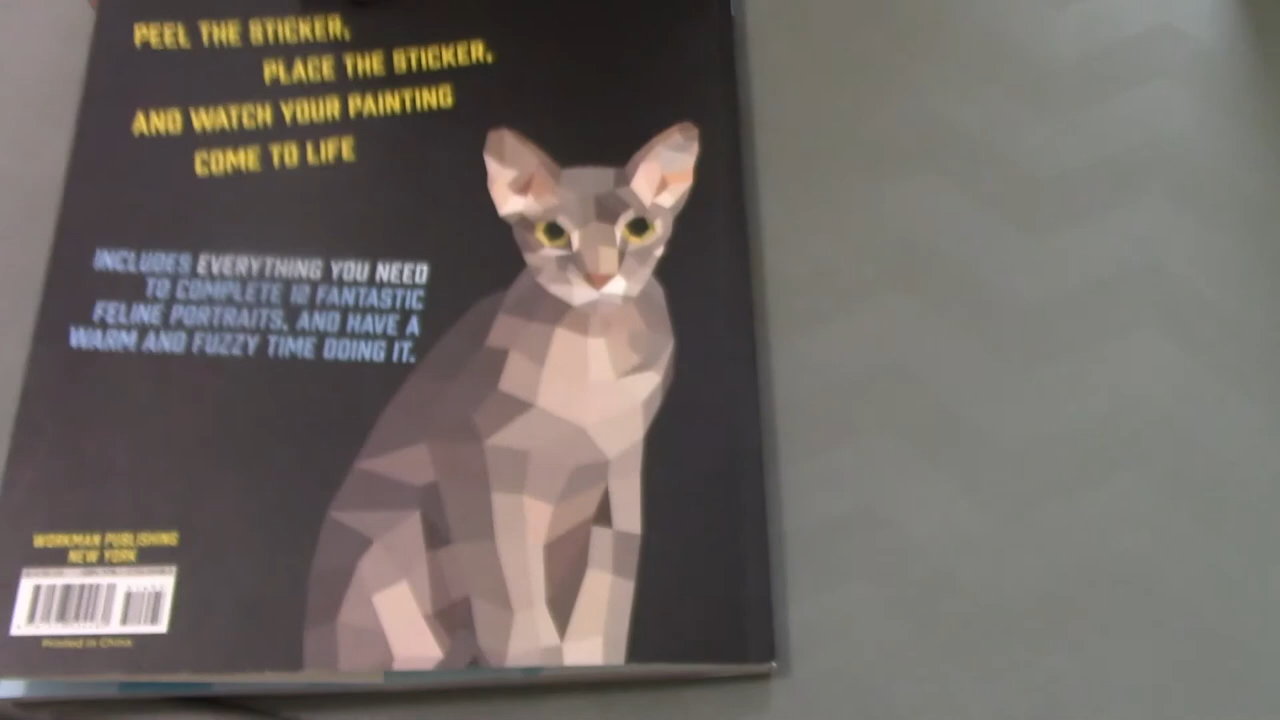 PEEL THE STICKER,
PLACE THE STICKER,
AND WATCH YOUR PAINTING
COME TO LIFE
INCLUDES EVERYTHING YOU NEED
TO COMPLETE 12 FANTASTIC
FELINE PORTRAITS, AND HAVE A
WARM AND FUZZY TIME DOING IT.
WORKMAN PUBLISHING
NEW YORK
Printed in China